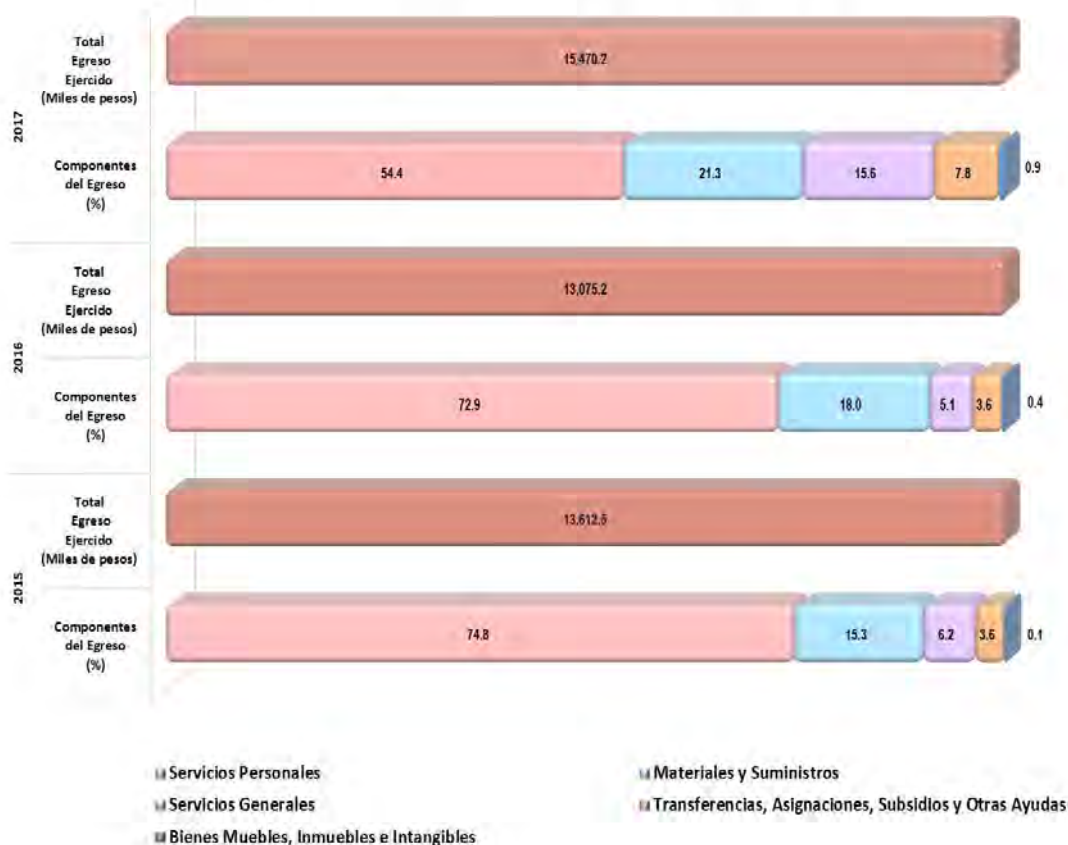 2017
Total
Egreso
Ejercido
(Miles de pesos)
15,470.2
Componentes
del Egreso
(%)
54.4
21.3
15.6
7.8
0.9
2016
Total
Egreso
Ejercido
(Miles de pesos)
13,075.2
Componentes
del Egreso
(%)
72.9
18.0
5.1
3.6
0.4
2015
Total
Egreso
Ejercido
(Miles de pesos)
13,612.5
Componentes
del Egreso
(%)
74.8
15.3
6.2
3.6
0.1
Servicios Personales
Materiales y Suministros
Servicios Generales
Transferencias, Asignaciones, Subsidios y Otras Ayudas
Bienes Muebles, Inmuebles e Intangibles